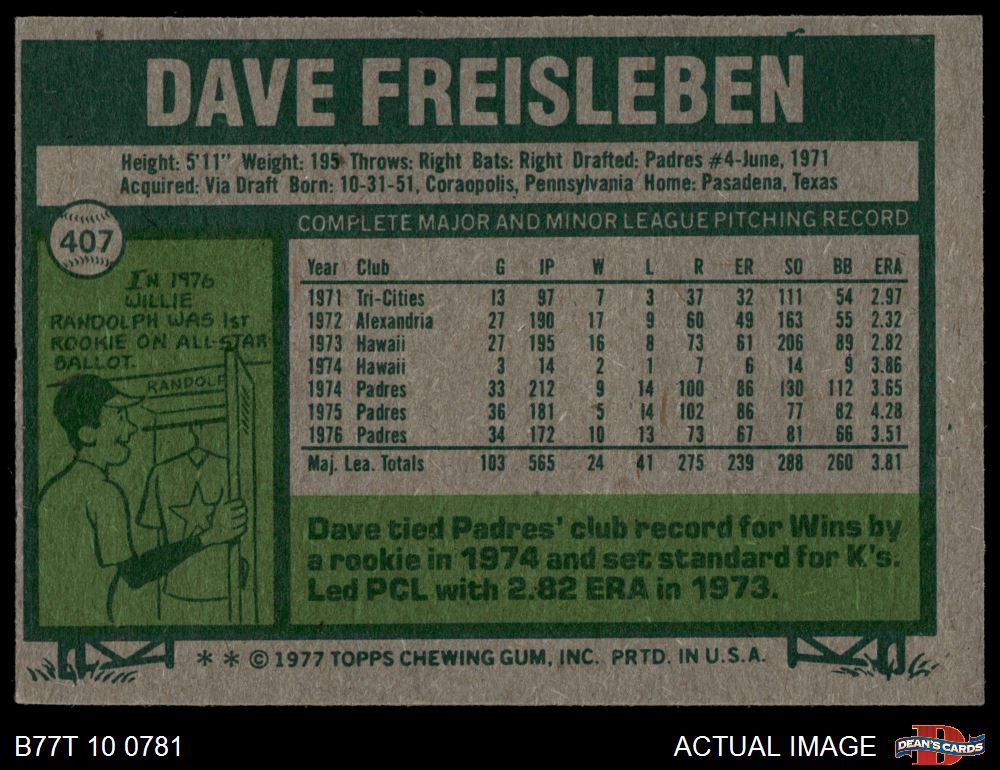 DAVE FREISLEBEN
Height: 5'11" Weight: 195 Throws: Right Bats: Right Drafted: Padres #4-June, 1971
Acquired: Via Draft Born: 10-31-51, Coraopolis, Pennsylvania Home: Pasadena, Texas
407
COMPLETE MAJOR AND MINOR LEAGUE PITCHING RECORD
IN 1976
WILLIE
RANDOLPH WAS 1ST
ROOKIE ON ALL-STAR
BALLOT.
RANDOLF
Year Club G IP W L R ER SO BB ERA
1971 Tri-Cities 13 97 7 3 37 32 111 54 2.97
1972 Alexandria 27 190 17 9 60 49 163 55 2.32
1973 Hawaii 27 195 16 8 73 61 206 89 2.82
1974 Hawaii 3 14 2 1 7 6 14 9 3.86
1974 Padres 33 212 9 14 100 86 130 112 3.65
1975 Padres 36 181 5 14 102 86 77 82 4.28
1976 Padres 34 172 10 13 73 67 81 66 3.51
Maj. Lea. Totals 103 565 24 41 275 239 288 260 3.81
Dave tied Padres' club record for Wins by
a rookie in 1974 and set standard for K's.
Led PCL with 2.82 ERA in 1973.
* * © 1977 TOPPS CHEWING GUM, INC. PRTD. IN U.S.A.
B77T 10 0781
ACTUAL IMAGE
DEAN'S CARDS